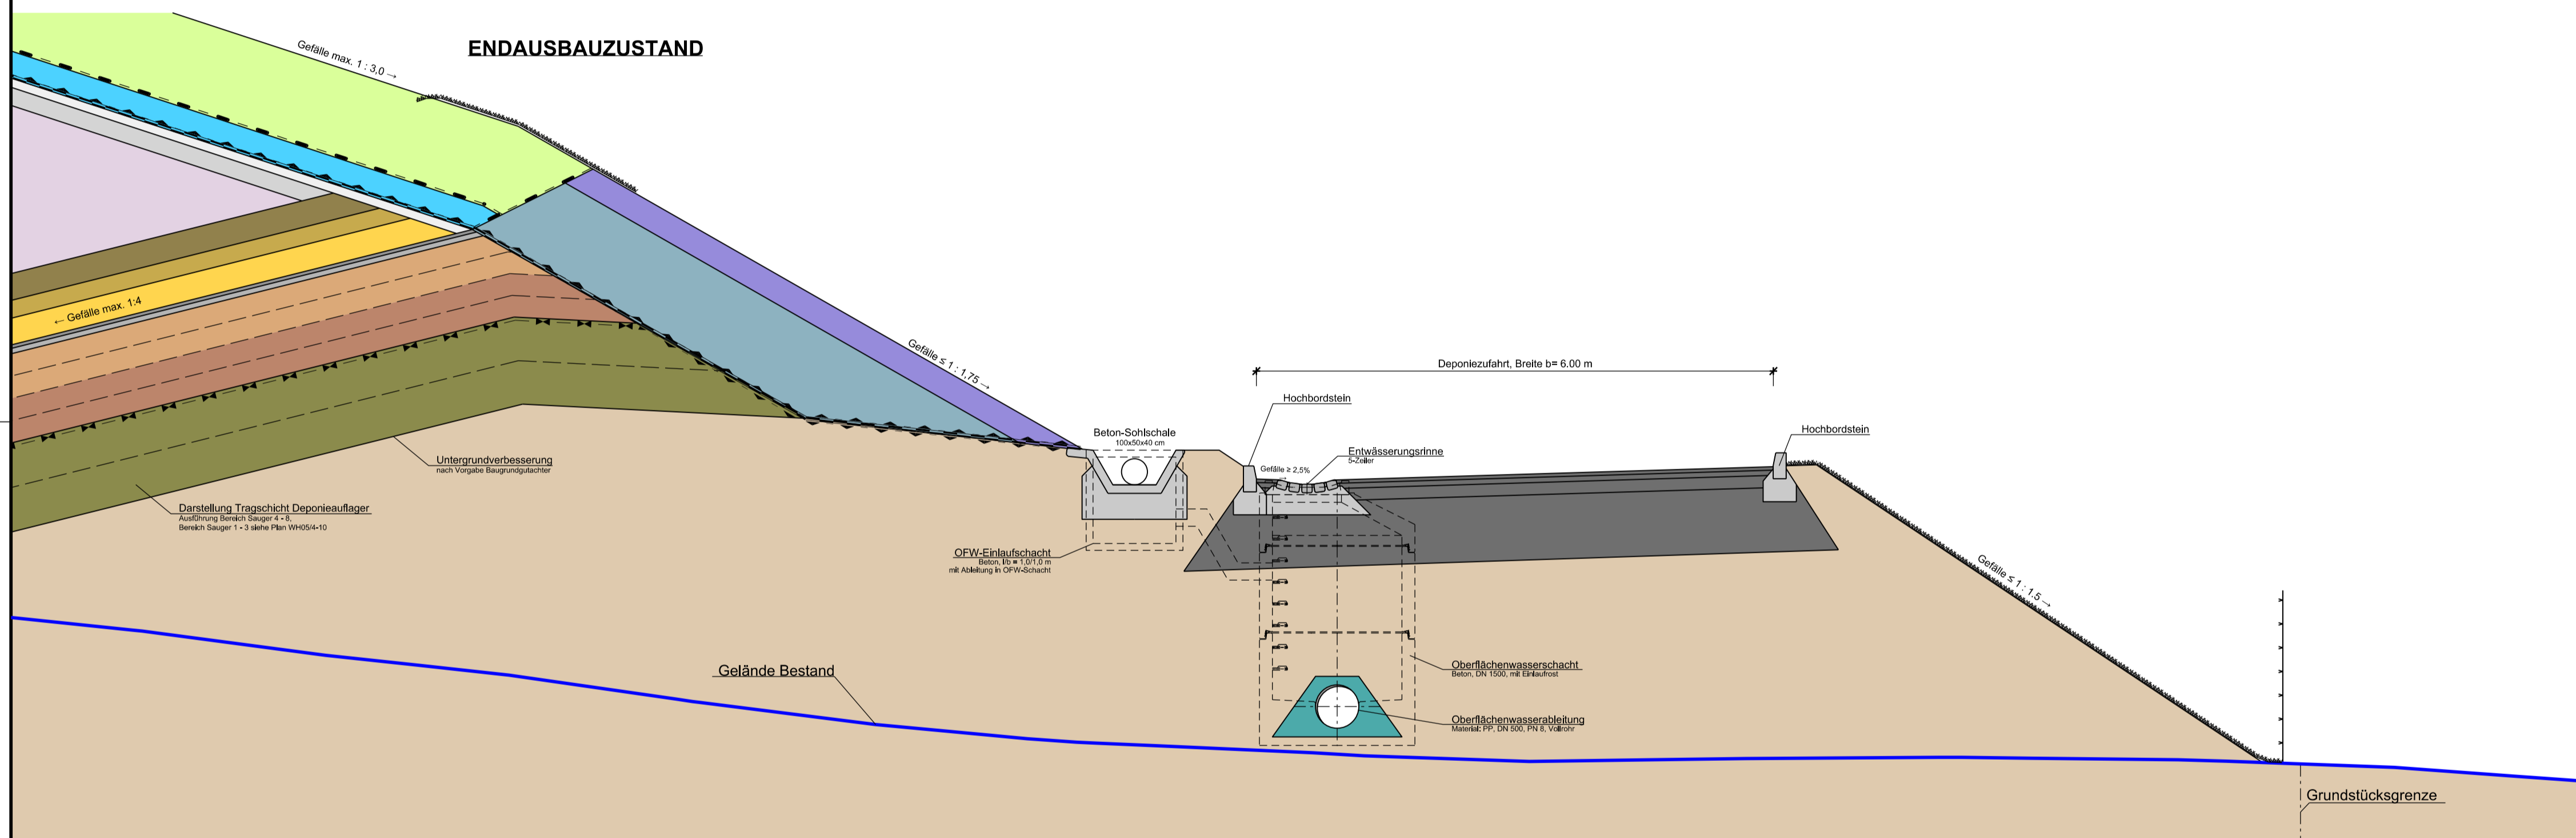 ENDAUSBAUZUSTAND
Gefälle max. 1 : 3,0 →
← Gefälle max. 1:4
Gefälle ≤ 1 : 1,75 →
Deponiezufahrt, Breite b= 6.00 m
Hochbordstein
Hochbordstein
Beton-Sohlschale
100x50x40 cm
Entwässerungsrinne
5-Zeiler
Gefälle ≥ 2,5%
Untergrundverbesserung
nach Vorgabe Baugrundgutachter
Darstellung Tragschicht Deponieauflager
Ausführung Bereich Sauger 4 - 8,
Bereich Sauger 1 - 3 siehe Plan WH05/4-10
OFW-Einlaufschacht
Beton, l/b = 1,0/1,0 m
mit Ableitung in OFW-Schacht
Gefälle ≤ 1 : 1.5 →
Gelände Bestand
Oberflächenwasserschacht
Beton, DN 1500, mit Einlaufrost
Oberflächenwasserableitung
Material: PP, DN 500, PN 8, Vollrohr
Grundstücksgrenze